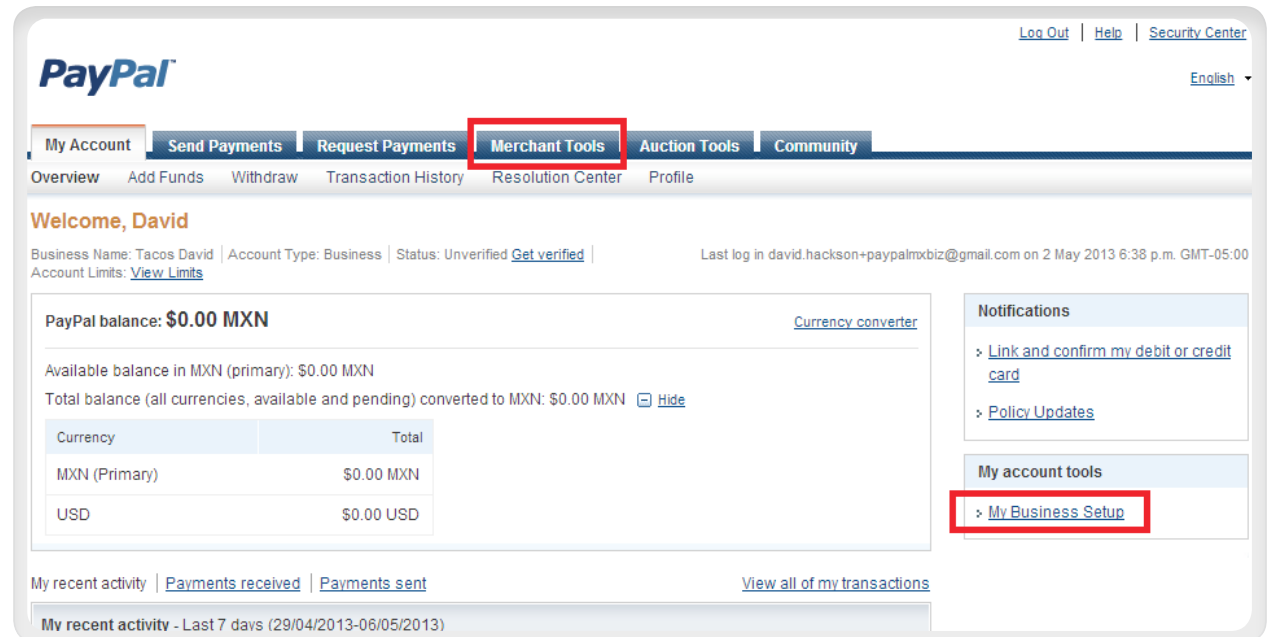 Log Out | Help | Security Center
PayPal™
English
My Account Send Payments Request Payments Merchant Tools Auction Tools Community
Overview Add Funds Withdraw Transaction History Resolution Center Profile
Welcome, David
Business Name: Tacos David | Account Type: Business | Status: Unverified Get verified |
Account Limits: View Limits
Last log in david.hackson+paypalmxbiz@gmail.com on 2 May 2013 6:38 p.m. GMT-05:00
PayPal balance: $0.00 MXN
Currency converter
Available balance in MXN (primary): $0.00 MXN
Total balance (all currencies, available and pending) converted to MXN: $0.00 MXN Hide
Currency Total
MXN (Primary) $0.00 MXN
USD $0.00 USD
Notifications
Link and confirm my debit or credit
card
Policy Updates
My account tools
My Business Setup
My recent activity | Payments received | Payments sent
View all of my transactions
My recent activity - Last 7 days (29/04/2013-06/05/2013)